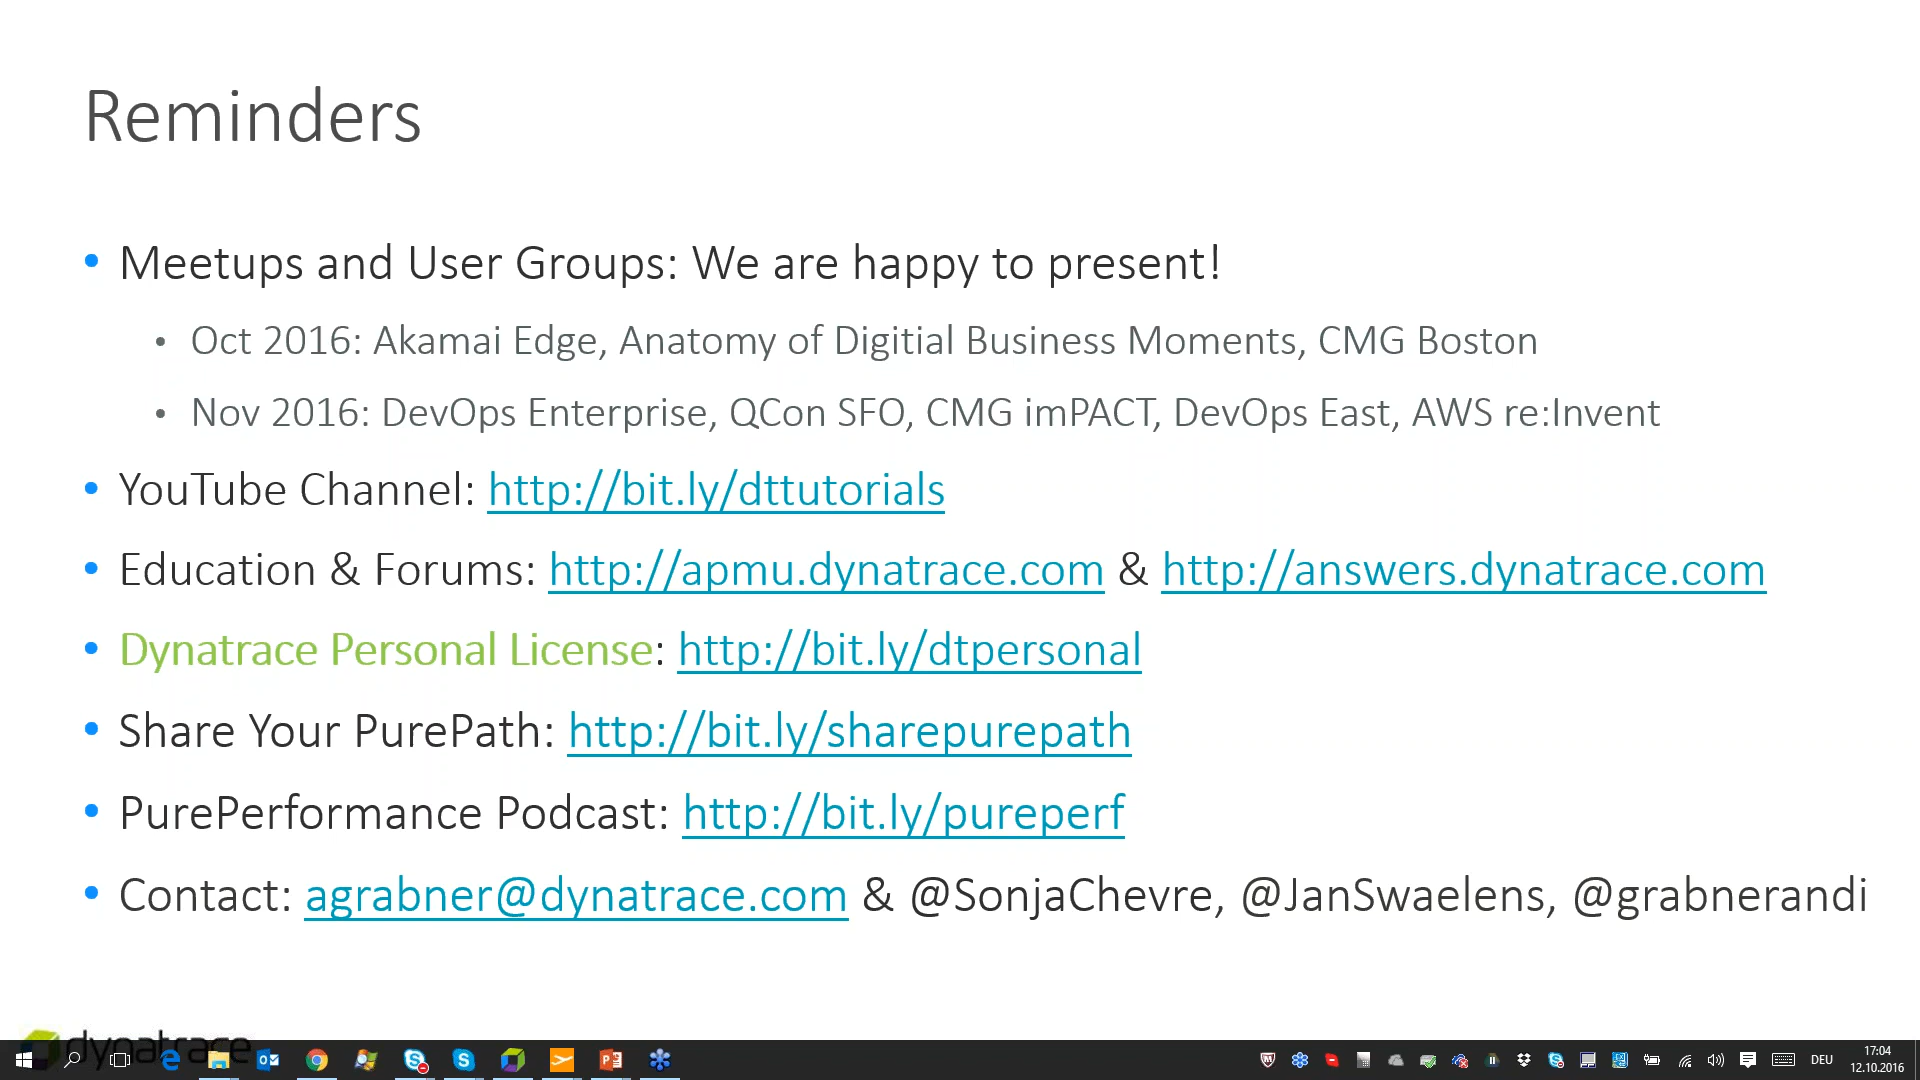 Reminders
• Meetups and User Groups: We are happy to present!
• Oct 2016: Akamai Edge, Anatomy of Digitial Business Moments, CMG Boston
• Nov 2016: DevOps Enterprise, QCon SFO, CMG imPACT, DevOps East, AWS re:Invent
• YouTube Channel: http://bit.ly/dttutorials
• Education & Forums: http://apmu.dynatrace.com & http://answers.dynatrace.com
• Dynatrace Personal License: http://bit.ly/dtpersonal
• Share Your PurePath: http://bit.ly/sharepurepath
• PurePerformance Podcast: http://bit.ly/pureperf
• Contact: agrabner@dynatrace.com & @SonjaChevre, @JanSwaelens, @grabnerandi
dynatrace
DEU
17:04
12.10.2016